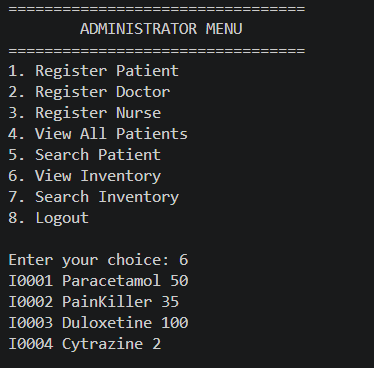 =================================
ADMINISTRATOR MENU
=================================
1. Register Patient
2. Register Doctor
3. Register Nurse
4. View All Patients
5. Search Patient
6. View Inventory
7. Search Inventory
8. Logout
Enter your choice: 6
I0001 Paracetamol 50
I0002 PainKiller 35
I0003 Duloxetine 100
I0004 Cytrazine 2